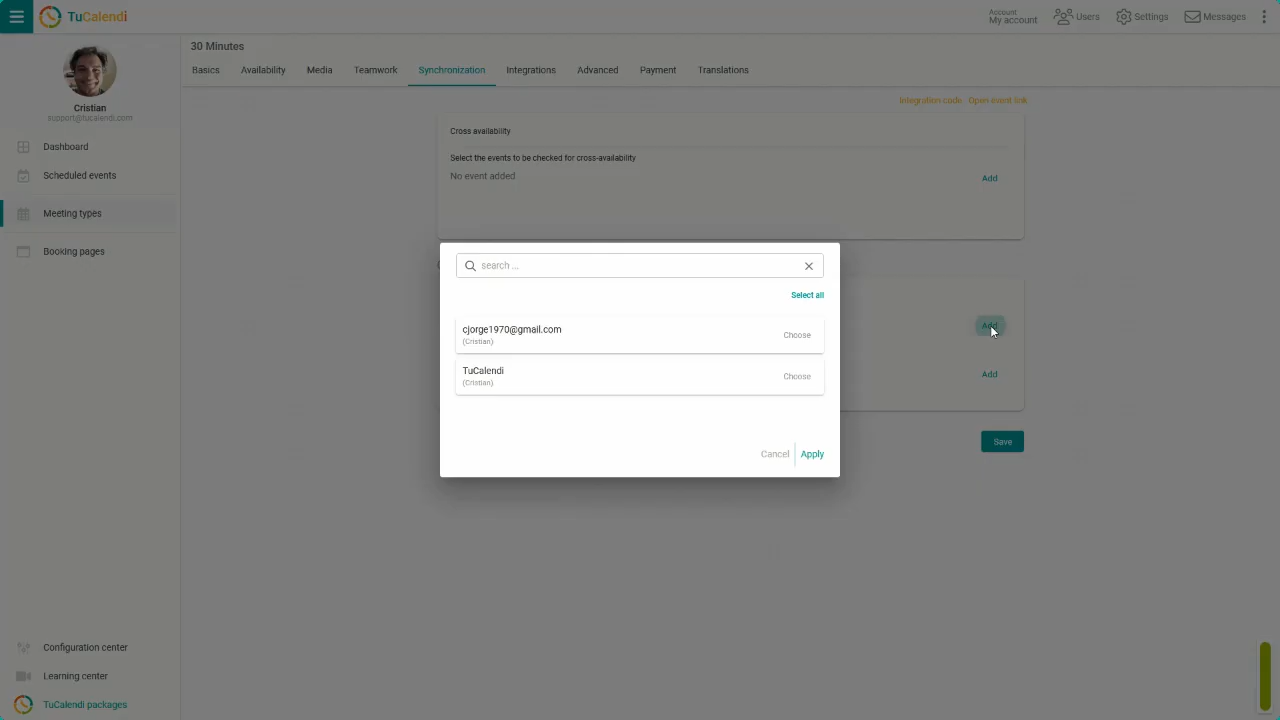 TuCalendi
Account
My account
Users
Settings
Messages
Cristian
support@tucalendi.com
Dashboard
Scheduled events
Meeting types
Booking pages
Configuration center
Learning center
TuCalendi packages
30 Minutes
Basics
Availability
Media
Teamwork
Synchronization
Integrations
Advanced
Payment
Translations
Integration code
Open event link
Cross availability
Select the events to be checked for cross-availability
No event added
Add
search ...
Select all
cjorge1970@gmail.com
(Cristian)
Choose
TuCalendi
(Cristian)
Choose
Cancel
Apply
Add
Add
Save